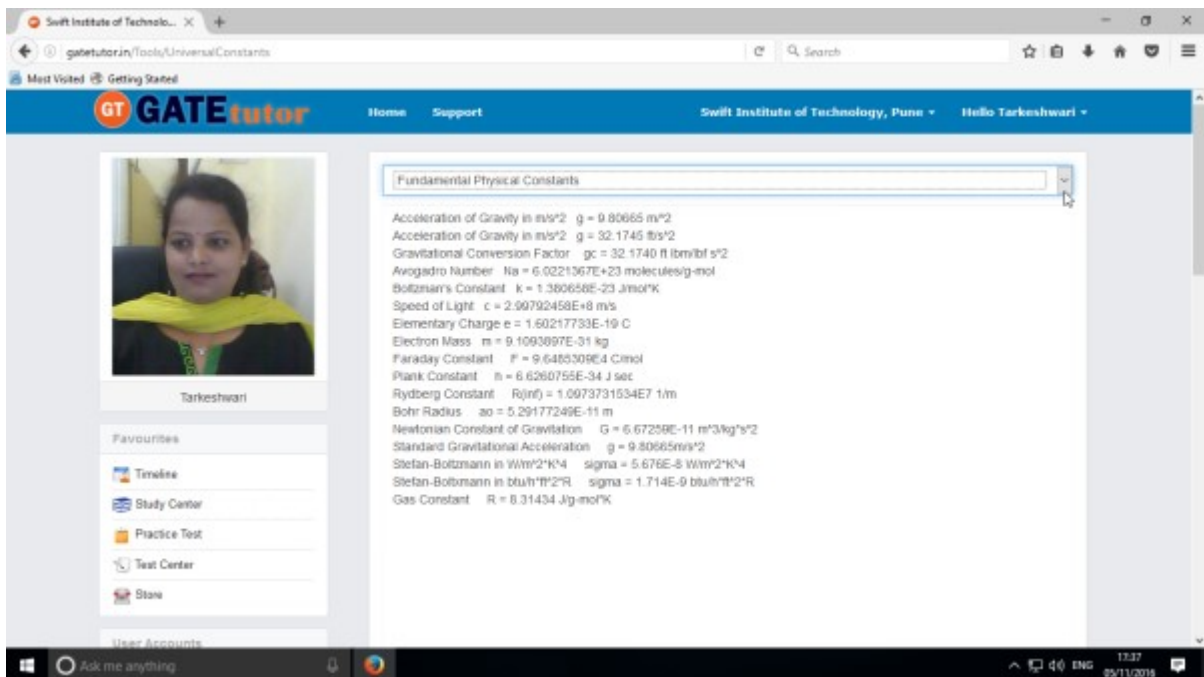 Swift Institute of Technolo...
gatetutor.in/Tools/UniversalConstants
Search
Most Visited Getting Started
GT GATEtutor Home Support Swift Institute of Technology, Pune Hello Tarkeshwari
Fundamental Physical Constants
Acceleration of Gravity in m/s^2 g = 9.80665 m/^2
Acceleration of Gravity in m/s^2 g = 32.1745 ft/s^2
Gravitational Conversion Factor gc = 32.1740 ft lbm/lbf s^2
Avogadro Number Na = 6.0221367E+23 molecules/g-mol
Boltzman's Constant k = 1.380658E-23 J/mol*K
Speed of Light c = 2.99792458E+8 m/s
Elementary Charge e = 1.60217733E-19 C
Electron Mass m = 9.1093897E-31 kg
Faraday Constant F = 9.6485309E4 C/mol
Plank Constant h = 6.6260755E-34 J sec
Rydberg Constant R(inf) = 1.0973731534E7 1/m
Bohr Radius ao = 5.29177249E-11 m
Newtonian Constant of Gravitation G = 6.67259E-11 m^3/kg*s^2
Standard Gravitational Acceleration g = 9.80665m/s^2
Stefan-Boltzmann in W/m^2*K^4 sigma = 5.676E-8 W/m^2*K^4
Stefan-Boltxmann in btu/h*ft^2*R sigma = 1.714E-9 btu/h*ft^2*R
Gas Constant R = 8.31434 J/g-mol*K
Tarkeshwari
Favourites
Timeline
Study Center
Practice Test
Test Center
Store
User Accounts
Ask me anything
ENG
17:37
05/11/2016